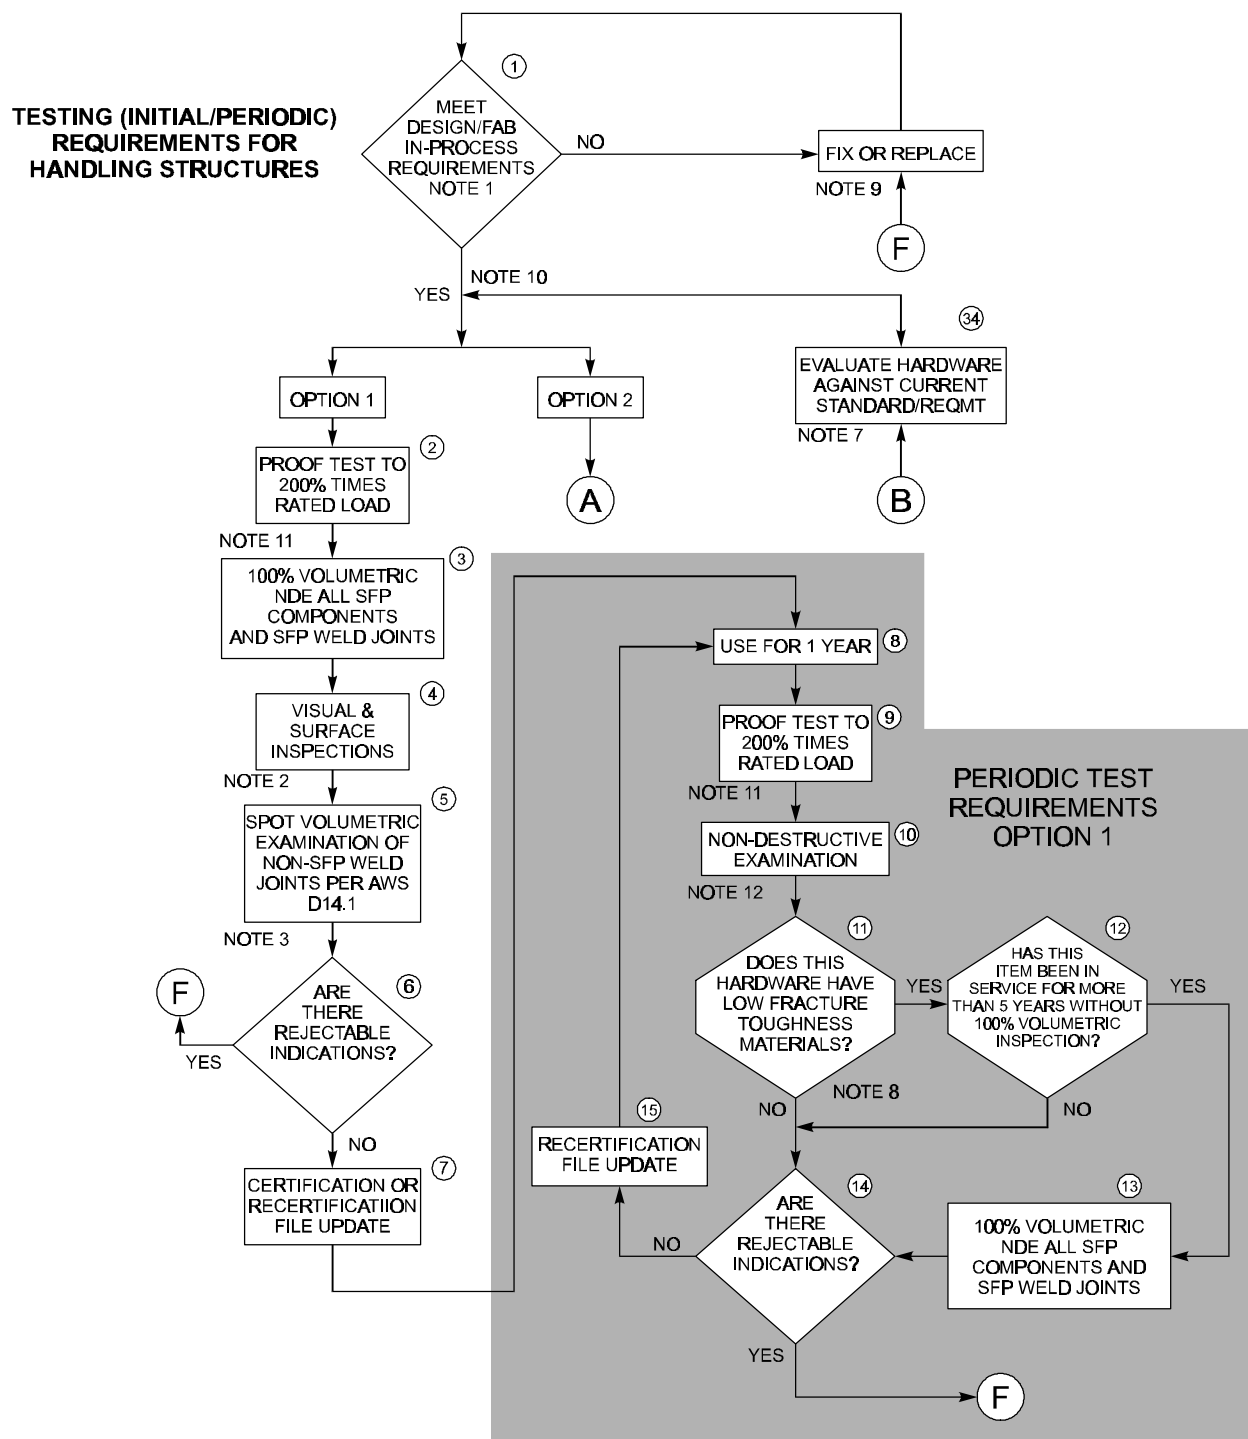 TESTING (INITIAL/PERIODIC)
REQUIREMENTS FOR
HANDLING STRUCTURES
1
MEET
DESIGN/FAB
IN-PROCESS
REQUIREMENTS
NOTE 1
NO
FIX OR REPLACE
NOTE 9
F
NOTE 10
YES
34
EVALUATE HARDWARE
AGAINST CURRENT
STANDARD/REQMT
NOTE 7
B
OPTION 1
OPTION 2
A
2
PROOF TEST TO
200% TIMES
RATED LOAD
NOTE 11
3
100% VOLUMETRIC
NDE ALL SFP
COMPONENTS
AND SFP WELD JOINTS
4
VISUAL &
SURFACE
INSPECTIONS
NOTE 2
5
SPOT VOLUMETRIC
EXAMINATION OF
NON-SFP WELD
JOINTS PER AWS
D14.1
NOTE 3
6
ARE
THERE
REJECTABLE
INDICATIONS?
F
YES
NO
7
CERTIFICATION OR
RECERTIFICATIION
FILE UPDATE
PERIODIC TEST
REQUIREMENTS
OPTION 1
USE FOR 1 YEAR
8
9
PROOF TEST TO
200% TIMES
RATED LOAD
NOTE 11
10
NON-DESTRUCTIVE
EXAMINATION
NOTE 12
11
DOES THIS
HARDWARE HAVE
LOW FRACTURE
TOUGHNESS
MATERIALS?
YES
NOTE 8
NO
12
HAS THIS
ITEM BEEN IN
SERVICE FOR MORE
THAN 5 YEARS WITHOUT
100% VOLUMETRIC
INSPECTION?
YES
NO
13
100% VOLUMETRIC
NDE ALL SFP
COMPONENTS AND
SFP WELD JOINTS
14
ARE
THERE
REJECTABLE
INDICATIONS?
NO
15
RECERTIFICATION
FILE UPDATE
YES
F